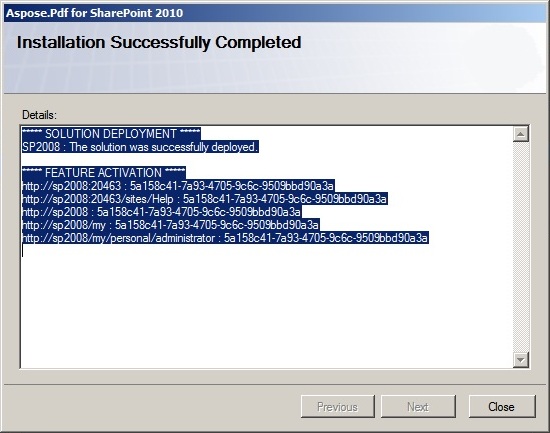 Aspose.Pdf for SharePoint 2010
Installation Successfully Completed
Details:
***** SOLUTION DEPLOYMENT *****
SP2008 : The solution was successfully deployed.
***** FEATURE ACTIVATION *****
http://sp2008:20463 : 5a158c41-7a93-4705-9c6c-9509bbd90a3a
http://sp2008:20463/sites/Help : 5a158c41-7a93-4705-9c6c-9509bbd90a3a
http://sp2008 : 5a158c41-7a93-4705-9c6c-9509bbd90a3a
http://sp2008/my : 5a158c41-7a93-4705-9c6c-9509bbd90a3a
http://sp2008/my/personal/administrator : 5a158c41-7a93-4705-9c6c-9509bbd90a3a
Previous Next Close